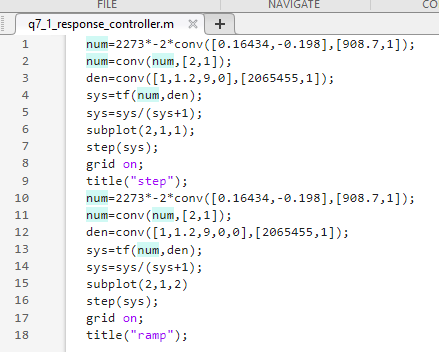 FILE NAVIGATE
q7_1_response_controller.m
1 num=2273*-2*conv([0.16434,-0.198],[908.7,1]);
2 num=conv(num,[2,1]);
3 den=conv([1,1.2,9,0],[2065455,1]);
4 sys=tf(num,den);
5 sys=sys/(sys+1);
6 subplot(2,1,1);
7 step(sys);
8 grid on;
9 title("step");
10 num=2273*-2*conv([0.16434,-0.198],[908.7,1]);
11 num=conv(num,[2,1]);
12 den=conv([1,1.2,9,0,0],[2065455,1]);
13 sys=tf(num,den);
14 sys=sys/(sys+1);
15 subplot(2,1,2)
16 step(sys);
17 grid on;
18 title("ramp");